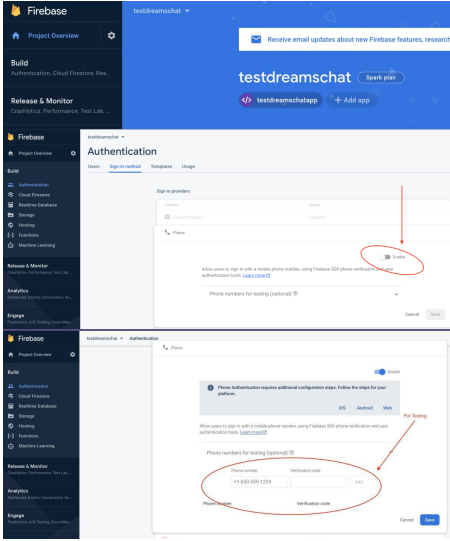 Firebase
testdreamschat
Project Overview
Receive email updates about new Firebase features, research
Build
Authentication, Cloud Firestore, Rea...
testdreamschat Spark plan
Release & Monitor
Crashlytics, Performance, Test Lab, ...
testdreamschatapp + Add app
Firebase
testdreamschat
Project Overview
Authentication
Users Sign-in method Templates Usage
Build
Authentication
Cloud Firestore
Realtime Database
Storage
Hosting
Functions
Machine Learning
Sign-in providers
Provider Status
Email/Password
Phone
Enable
Allow users to sign in with a mobile phone number, using Firebase SDK phone verification and user
authentication tools. Learn more
Phone numbers for testing (optional)
Cancel Save
Release & Monitor
Crashlytics, Performance, Test Lab, ...
Analytics
Dashboard, Events, Conversions, Au...
Engage
Predictions, A/B Testing, Cloud Mes...
Firebase
testdreamschat Authentication
Project Overview
Phone
Enable
Build
Authentication
Cloud Firestore
Realtime Database
Storage
Hosting
Functions
Machine Learning
Phone Authentication requires additional configuration steps. Follow the steps for your
platform.
iOS Android Web
For Testing
Allow users to sign in with a mobile phone number, using Firebase SDK phone verification and user
authentication tools. Learn more
Phone numbers for testing (optional)
Phone number Verification code
+1 650-555-1234 Add
Phone number Verification code
Cancel Save
Release & Monitor
Crashlytics, Performance, Test Lab, ...
Analytics
Dashboard, Events, Conversions, Au...
Engage
Predictions, A/B Testing, Cloud Mes...